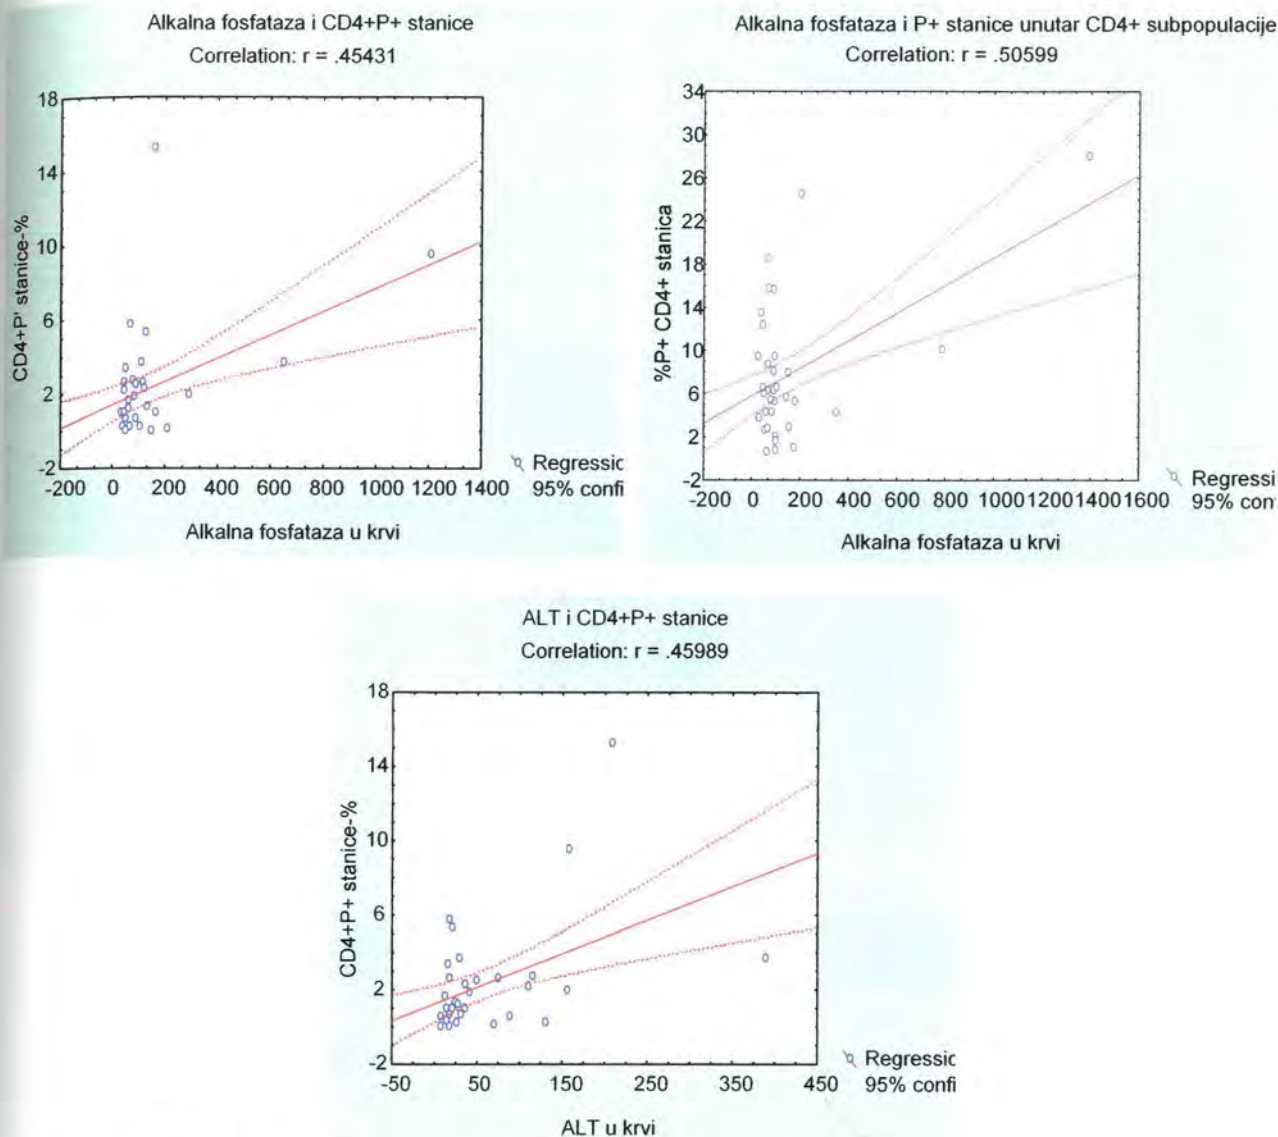 Alkalna fosfataza i CD4+P+ stanice
Correlation: r = .45431
18
14
10
6
2
-2
CD4+P' stanice-%
-200 0 200 400 600 800 1000 1200 1400
Alkalna fosfataza u krvi
Regressic
95% confi
Alkalna fosfataza i P+ stanice unutar CD4+ subpopulacije
Correlation: r = .50599
34
30
26
22
18
14
10
6
2
-2
%P+ CD4+ stanica
-200 0 200 400 600 800 1000 1200 1400 1600
Alkalna fosfataza u krvi
Regressi
95% con
ALT i CD4+P+ stanice
Correlation: r = .45989
18
14
10
6
2
-2
CD4+P+ stanice-%
-50 50 150 250 350 450
ALT u krvi
Regressic
95% confi